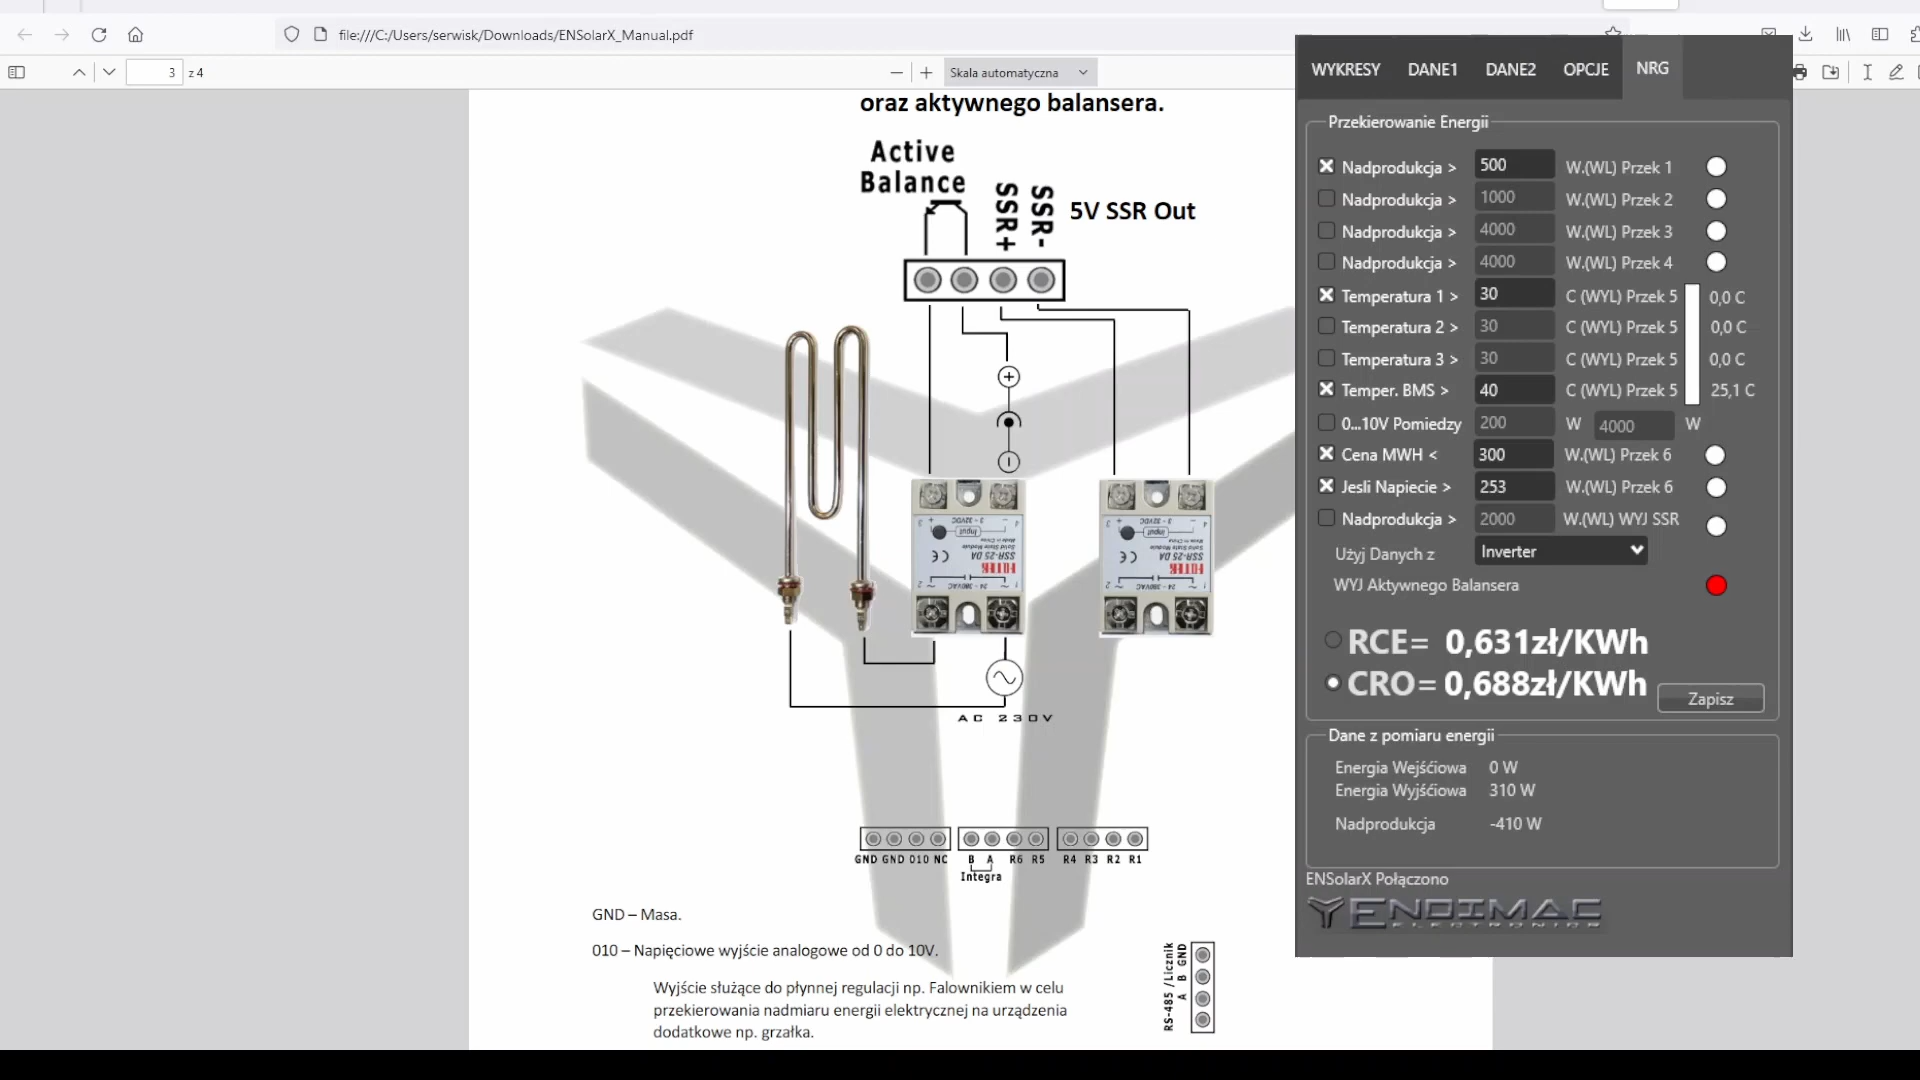 file:///C:/Users/serwisk/Downloads/ENSolarX_Manual.pdf
3 z 4
Skala automatyczna
oraz aktywnego balansera.
Active
Balance
SSR+
SSR-
5V SSR Out
AC 230V
GND GND 010 NC B A R6 R5 R4 R3 R2 R1
Integra
GND – Masa.
010 – Napięciowe wyjście analogowe od 0 do 10V.
Wyjście służące do płynnej regulacji np. Falownikiem w celu
przekierowania nadmiaru energii elektrycznej na urządzenia
dodatkowe np. grzałka.
RS-485 /Licznik
A B GND
WYKRESY DANE1 DANE2 OPCJE NRG
Przekierowanie Energii
Nadprodukcja > 500 W.(WL) Przek 1
Nadprodukcja > 1000 W.(WL) Przek 2
Nadprodukcja > 4000 W.(WL) Przek 3
Nadprodukcja > 4000 W.(WL) Przek 4
Temperatura 1 > 30 C (WYL) Przek 5 0,0 C
Temperatura 2 > 30 C (WYL) Przek 5 0,0 C
Temperatura 3 > 30 C (WYL) Przek 5 0,0 C
Temper. BMS > 40 C (WYL) Przek 5 25,1 C
0...10V Pomiedzy 200 W 4000 W
Cena MWH < 300 W.(WL) Przek 6
Jesli Napiecie > 253 W.(WL) Przek 6
Nadprodukcja > 2000 W.(WL) WYJ SSR
Użyj Danych z Inverter
WYJ Aktywnego Balansera
RCE= 0,631zł/KWh
CRO= 0,688zł/KWh
Zapisz
Dane z pomiaru energii
Energia Wejśćiowa 0 W
Energia Wyjśćiowa 310 W
Nadprodukcja -410 W
ENSolarX Połączono
ENDIMAC
ELECTRONICS